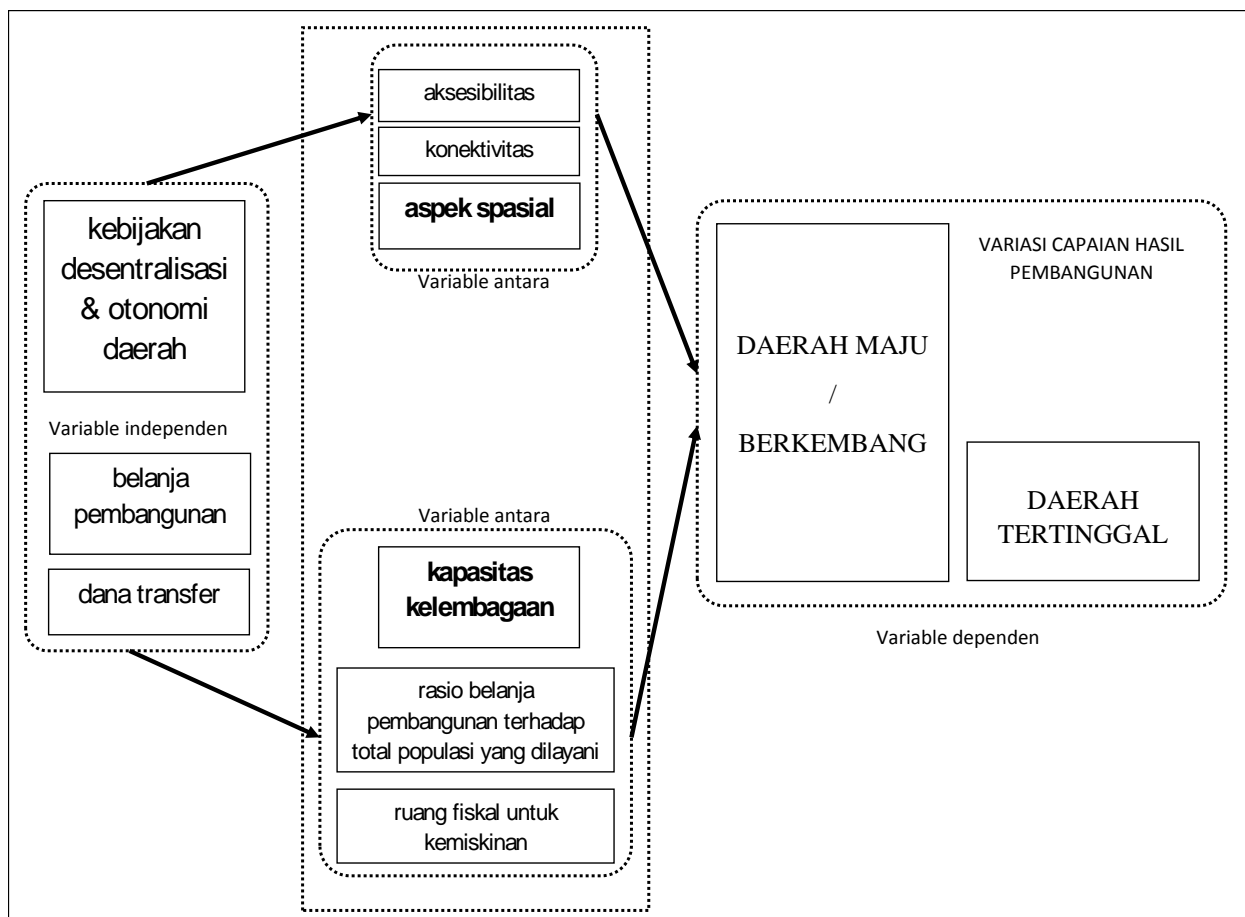 kebijakan
desentralisasi
& otonomi
daerah
Variable independen
belanja
pembangunan
dana transfer
aksesibilitas
konektivitas
aspek spasial
Variable antara
Variable antara
kapasitas
kelembagaan
rasio belanja
pembangunan terhadap
total populasi yang dilayani
ruang fiskal untuk
kemiskinan
DAERAH MAJU
/
BERKEMBANG
VARIASI CAPAIAN HASIL
PEMBANGUNAN
DAERAH
TERTINGGAL
Variable dependen